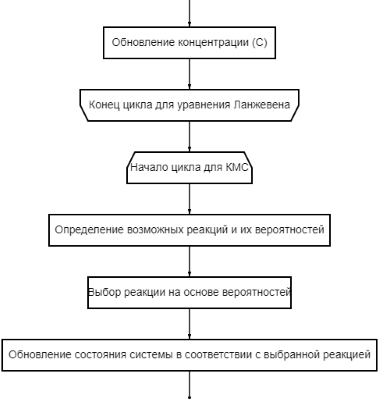 Обновление концентрации (С)
Конец цикла для уравнения Ланжевена
Начало цикла для КМС
Определение возможных реакций и их вероятностей
Выбор реакции на основе вероятностей
Обновление состояния системы в соответствии с выбранной реакцией